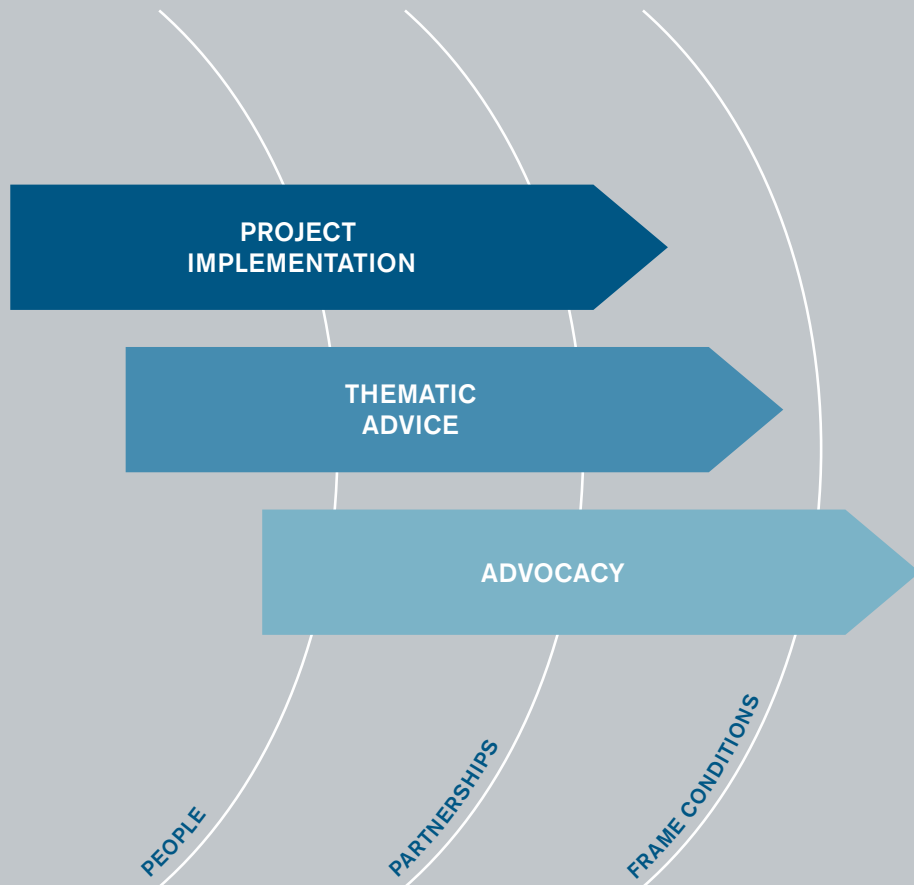 PROJECT
IMPLEMENTATION
THEMATIC
ADVICE
ADVOCACY
PEOPLE
PARTNERSHIPS
FRAME CONDITIONS